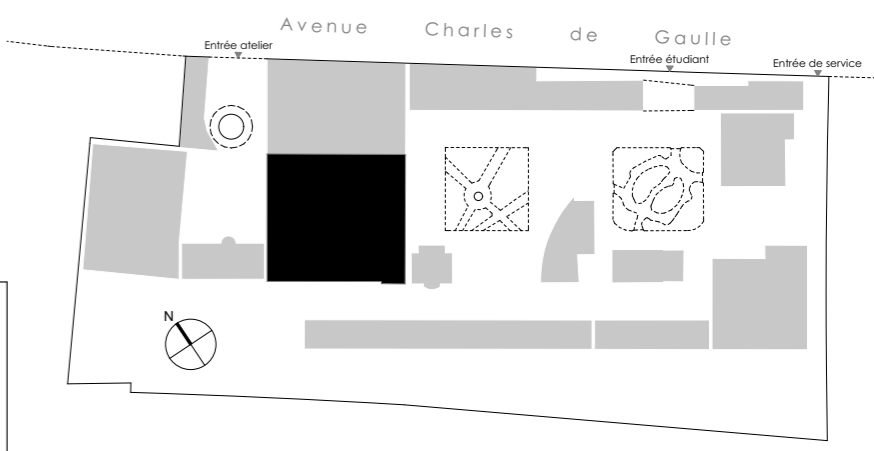 Avenue Charles de Gaulle
Entrée atelier
Entrée étudiant
Entrée de service
N